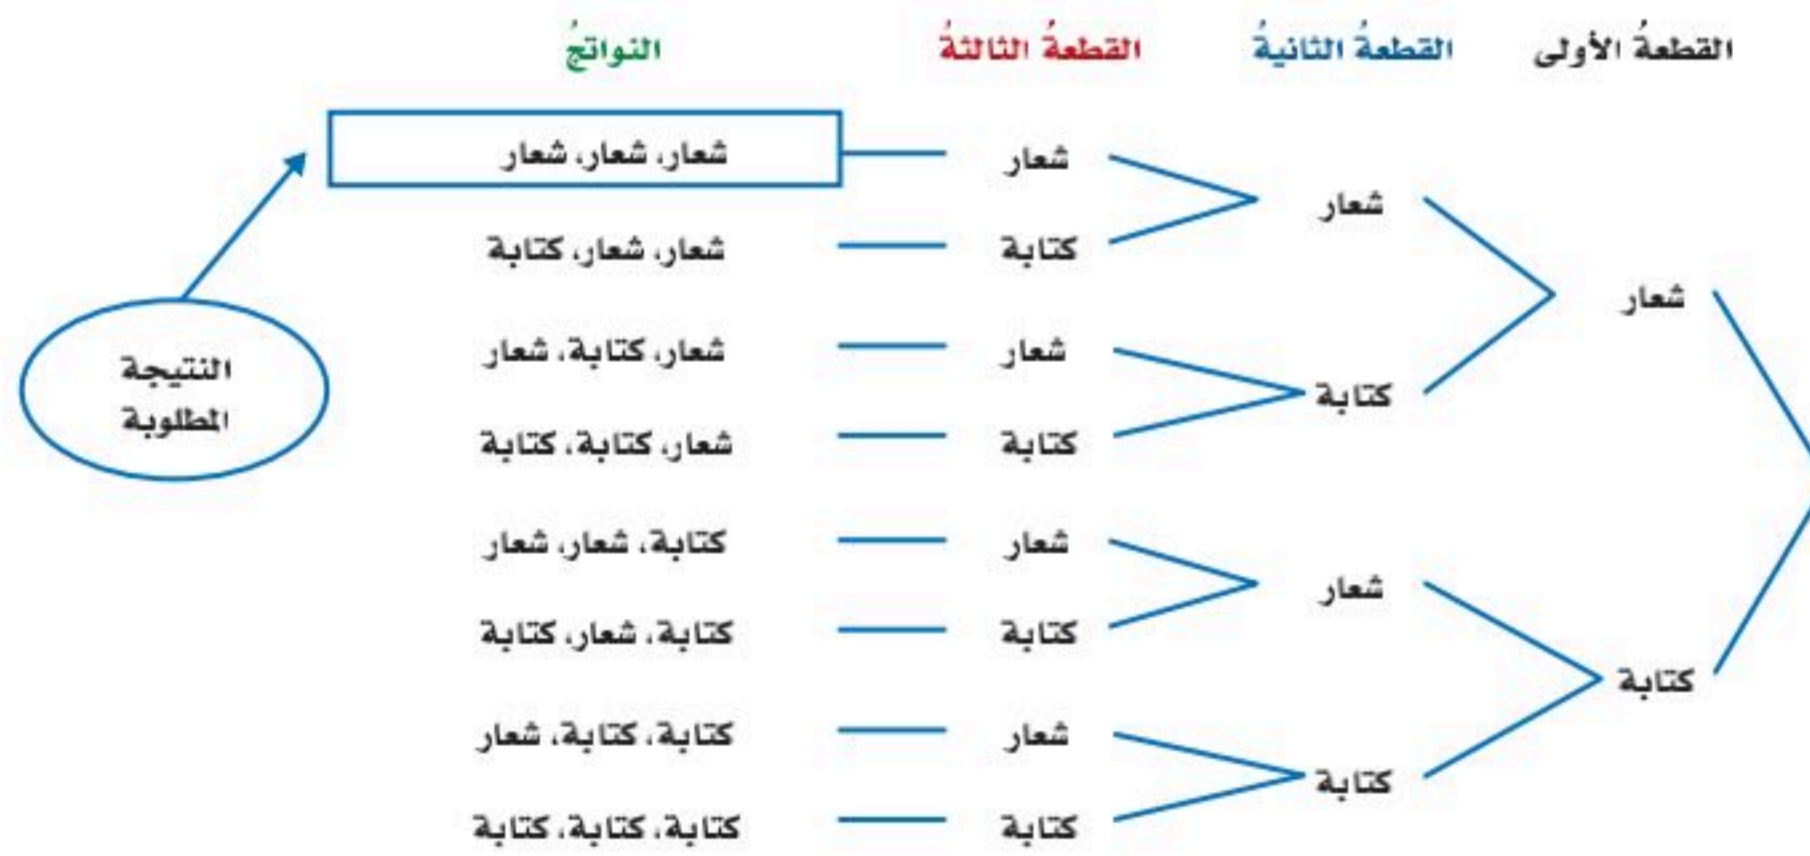 القطعةُ الأولى القطعةُ الثانيةُ القطعةُ الثالثةُ النواتجُ
شعار شعار، شعار، شعار
شعار
كتابة شعار، شعار، كتابة
شعار
شعار شعار، كتابة، شعار
النتيجة
كتابة
المطلوبة
كتابة شعار، كتابة، كتابة
شعار كتابة، شعار، شعار
شعار
كتابة كتابة، شعار، كتابة
كتابة
شعار كتابة، كتابة، شعار
كتابة
كتابة كتابة، كتابة، كتابة